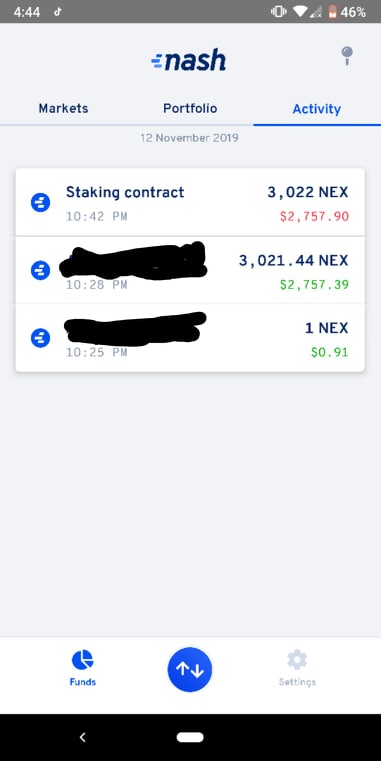 4:44 46%
nash
Markets Portfolio Activity
12 November 2019
Staking contract 3,022 NEX
10:42 PM $2,757.90
3,021.44 NEX
10:28 PM $2,757.39
1 NEX
10:25 PM $0.91
Funds Settings